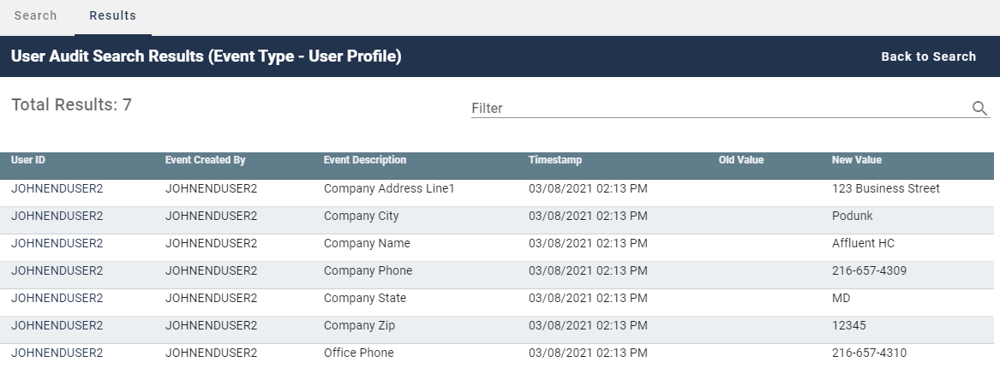 Search Results
User Audit Search Results (Event Type - User Profile) Back to Search
Total Results: 7 Filter
User ID Event Created By Event Description Timestamp Old Value New Value
JOHNENDUSER2 JOHNENDUSER2 Company Address Line1 03/08/2021 02:13 PM 123 Business Street
JOHNENDUSER2 JOHNENDUSER2 Company City 03/08/2021 02:13 PM Podunk
JOHNENDUSER2 JOHNENDUSER2 Company Name 03/08/2021 02:13 PM Affluent HC
JOHNENDUSER2 JOHNENDUSER2 Company Phone 03/08/2021 02:13 PM 216-657-4309
JOHNENDUSER2 JOHNENDUSER2 Company State 03/08/2021 02:13 PM MD
JOHNENDUSER2 JOHNENDUSER2 Company Zip 03/08/2021 02:13 PM 12345
JOHNENDUSER2 JOHNENDUSER2 Office Phone 03/08/2021 02:13 PM 216-657-4310